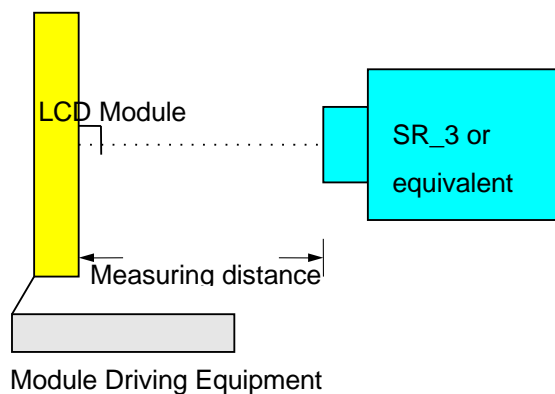 LCD Module
SR_3 or
equivalent
Measuring distance
Module Driving Equipment